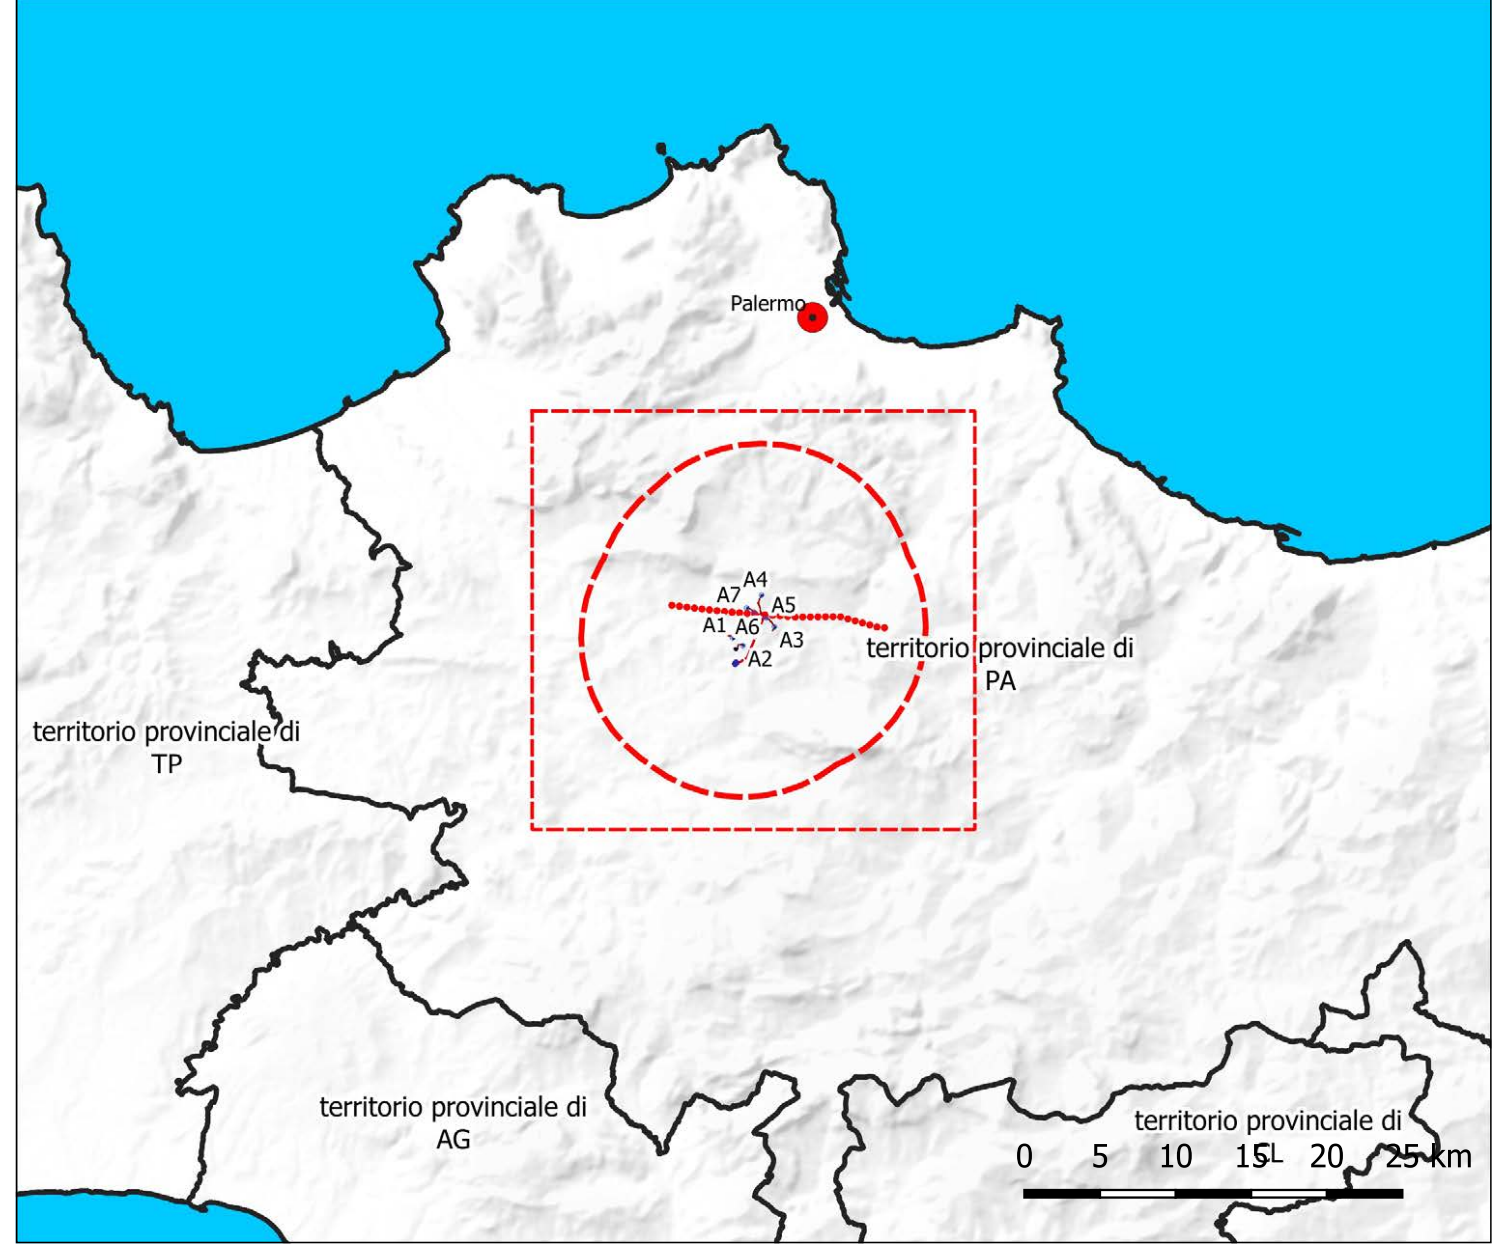 Palermo
A4
A7
A5
A1
A6
A3
A2
territorio provinciale di
PA
territorio provinciale di
TP
territorio provinciale di
AG
territorio provinciale di
CL
0 5 10 15 20 25 km